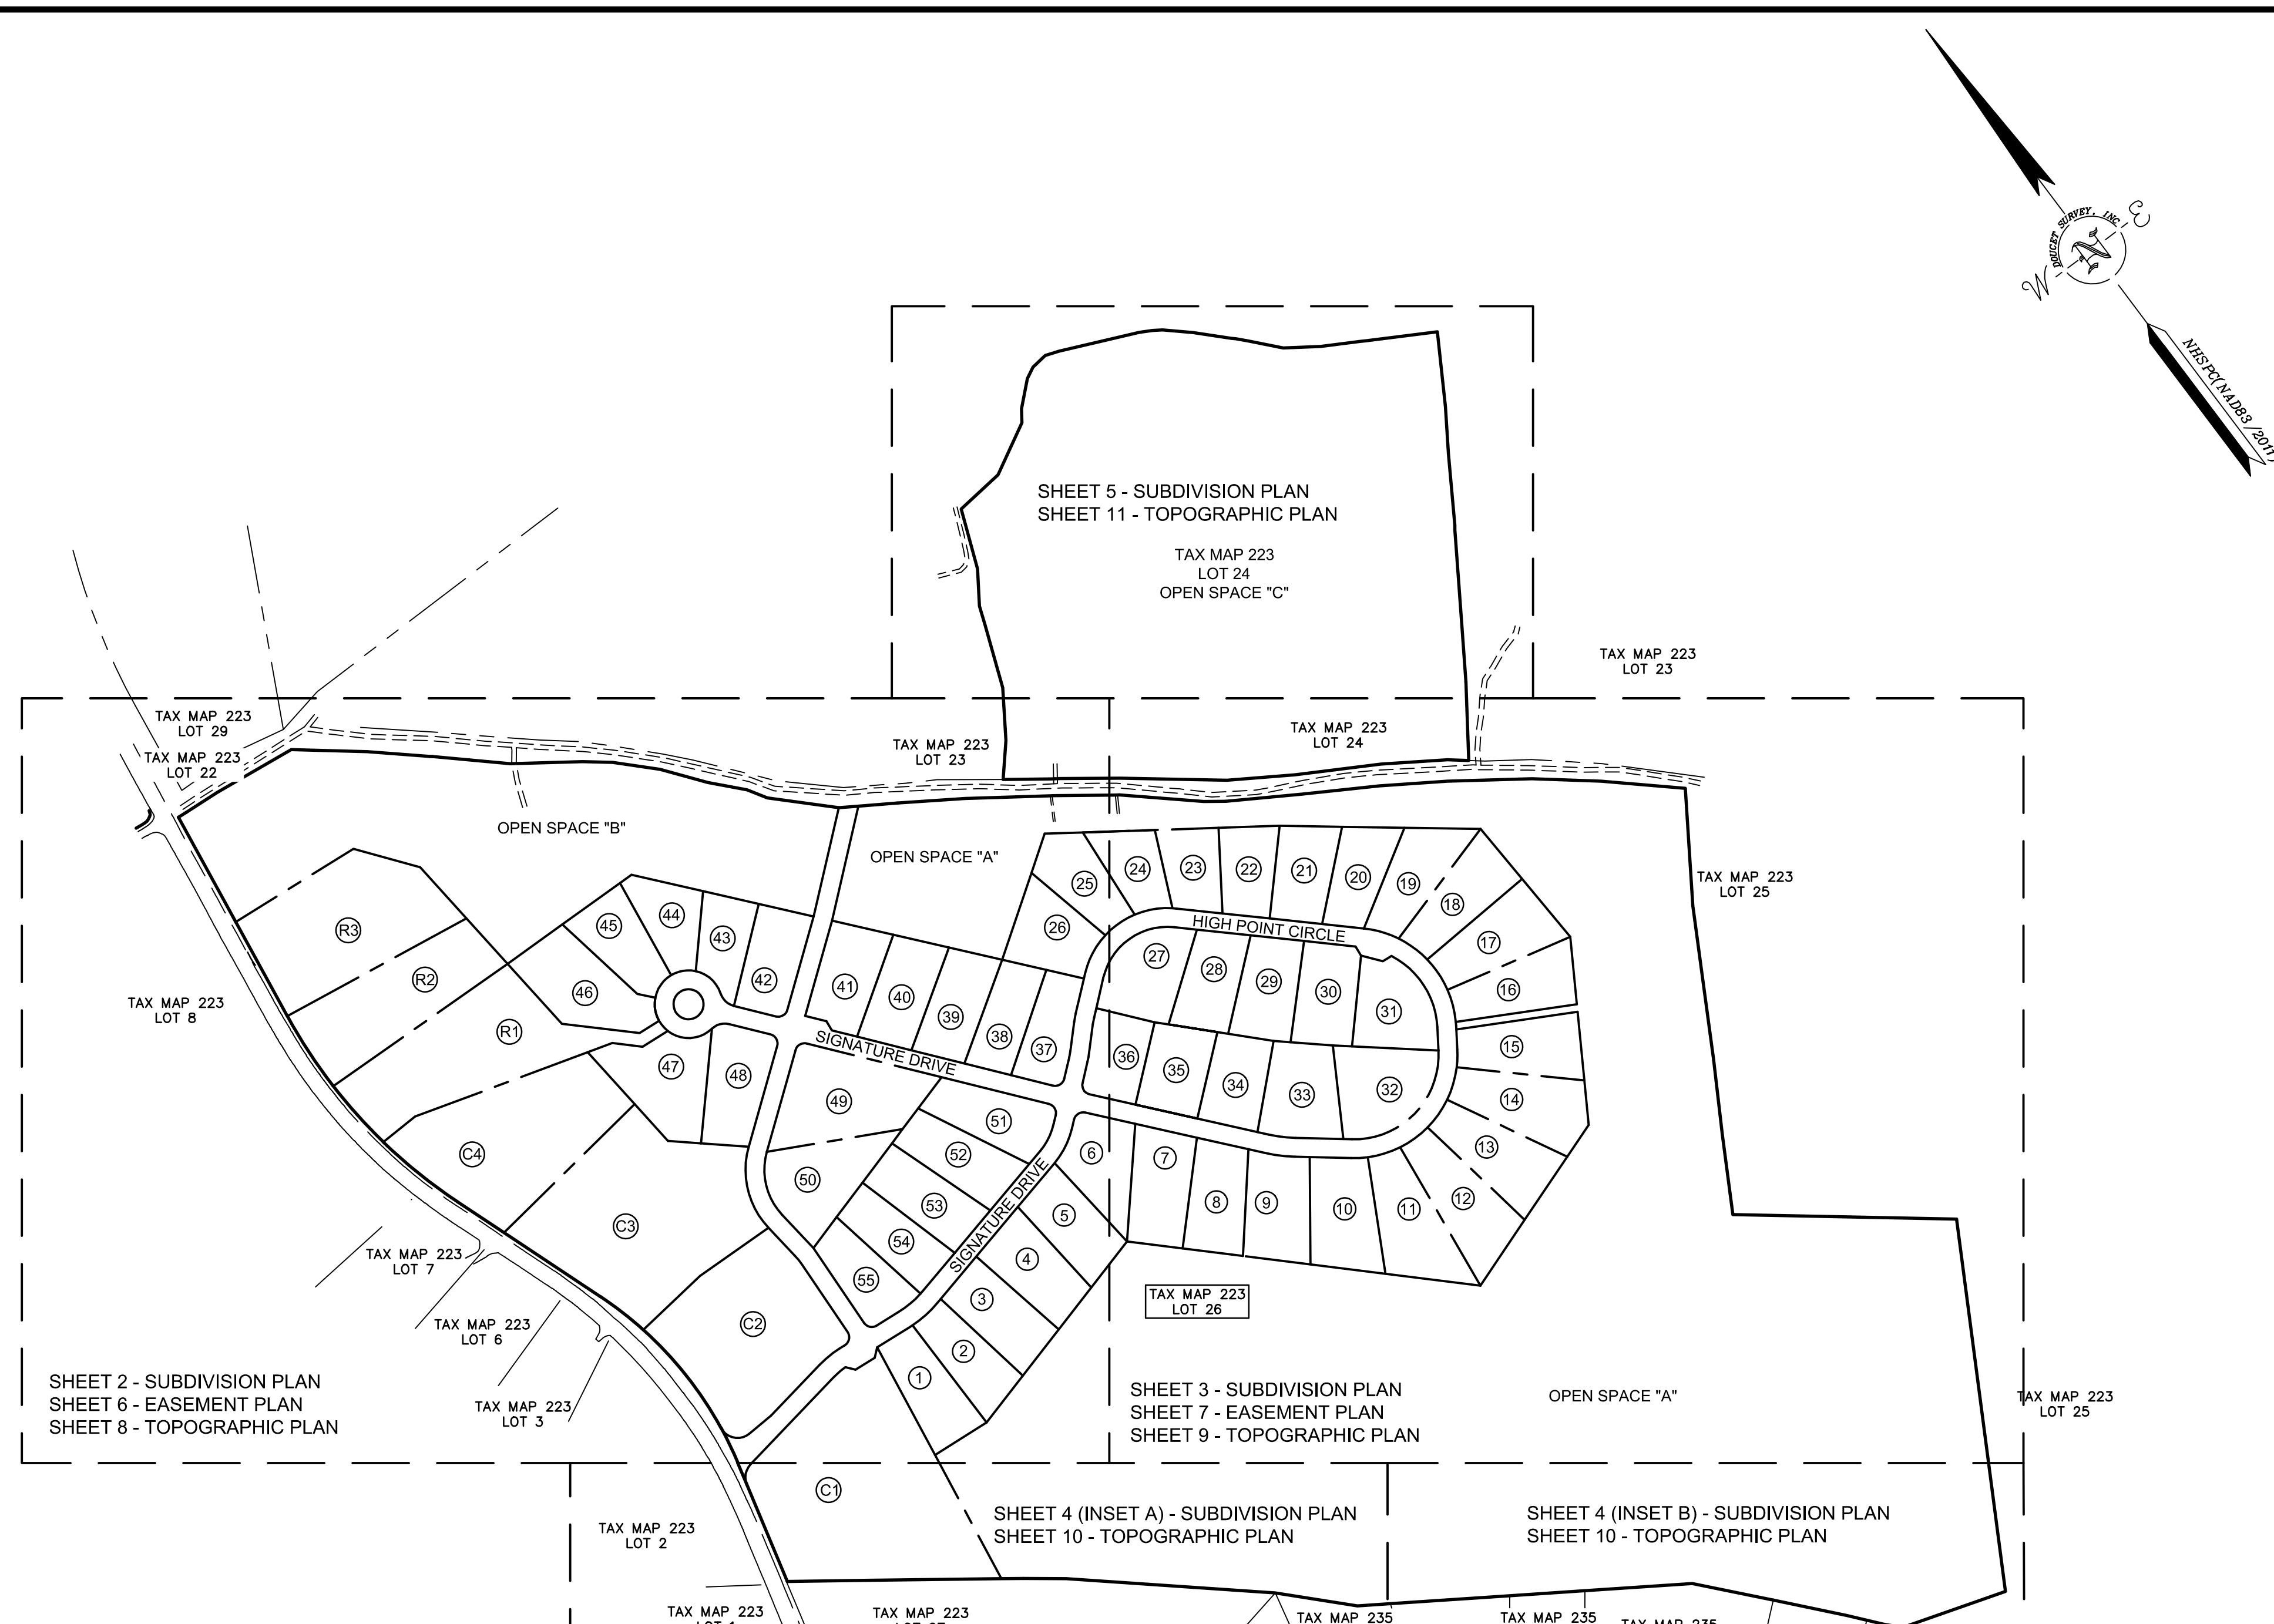 DOUCET SURVEY, INC
W
E
N
NHSPC(NAD83/2011)
SHEET 5 - SUBDIVISION PLAN
SHEET 11 - TOPOGRAPHIC PLAN
TAX MAP 223
LOT 24
OPEN SPACE "C"
TAX MAP 223
LOT 23
TAX MAP 223
LOT 29
TAX MAP 223
LOT 22
TAX MAP 223
LOT 23
TAX MAP 223
LOT 24
OPEN SPACE "B"
OPEN SPACE "A"
TAX MAP 223
LOT 25
25
24
23
22
21
20
19
18
17
16
26
HIGH POINT CIRCLE
27
28
29
30
31
R3
R2
R1
45
44
43
42
46
41
40
39
38
37
TAX MAP 223
LOT 8
SIGNATURE DRIVE
47
48
49
36
35
34
33
32
15
14
13
12
11
10
9
8
7
6
51
52
53
54
55
50
SIGNATURE DRIVE
5
4
3
2
1
C4
C3
C2
TAX MAP 223
LOT 7
TAX MAP 223
LOT 6
TAX MAP 223
LOT 3
TAX MAP 223
LOT 26
SHEET 2 - SUBDIVISION PLAN
SHEET 6 - EASEMENT PLAN
SHEET 8 - TOPOGRAPHIC PLAN
SHEET 3 - SUBDIVISION PLAN
SHEET 7 - EASEMENT PLAN
SHEET 9 - TOPOGRAPHIC PLAN
OPEN SPACE "A"
TAX MAP 223
LOT 25
C1
SHEET 4 (INSET A) - SUBDIVISION PLAN
SHEET 10 - TOPOGRAPHIC PLAN
SHEET 4 (INSET B) - SUBDIVISION PLAN
SHEET 10 - TOPOGRAPHIC PLAN
TAX MAP 223
LOT 2
TAX MAP 223
TAX MAP 223
TAX MAP 235
TAX MAP 235
TAX MAP 235